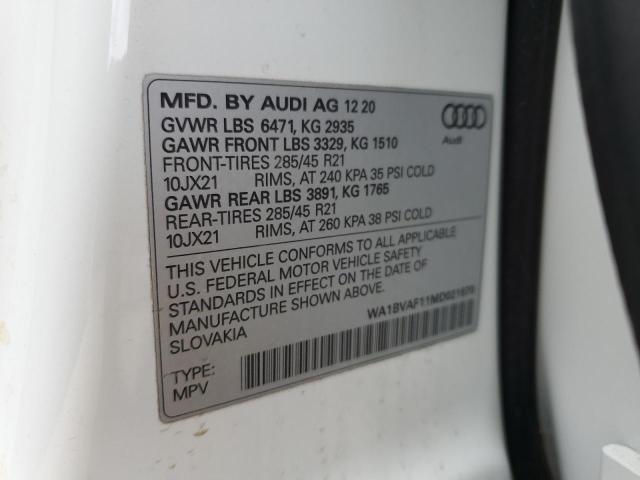 MFD. BY AUDI AG 12 20
GVWR LBS 6471, KG 2935
GAWR FRONT LBS 3329, KG 1510
FRONT-TIRES 285/45 R21
10JX21 RIMS, AT 240 KPA 35 PSI COLD
GAWR REAR LBS 3891, KG 1765
REAR-TIRES 285/45 R21
10JX21 RIMS, AT 260 KPA 38 PSI COLD
Audi
THIS VEHICLE CONFORMS TO ALL APPLICABLE
U.S. FEDERAL MOTOR VEHICLE SAFETY
STANDARDS IN EFFECT ON THE DATE OF
MANUFACTURE SHOWN ABOVE.
SLOVAKIA
TYPE:
MPV